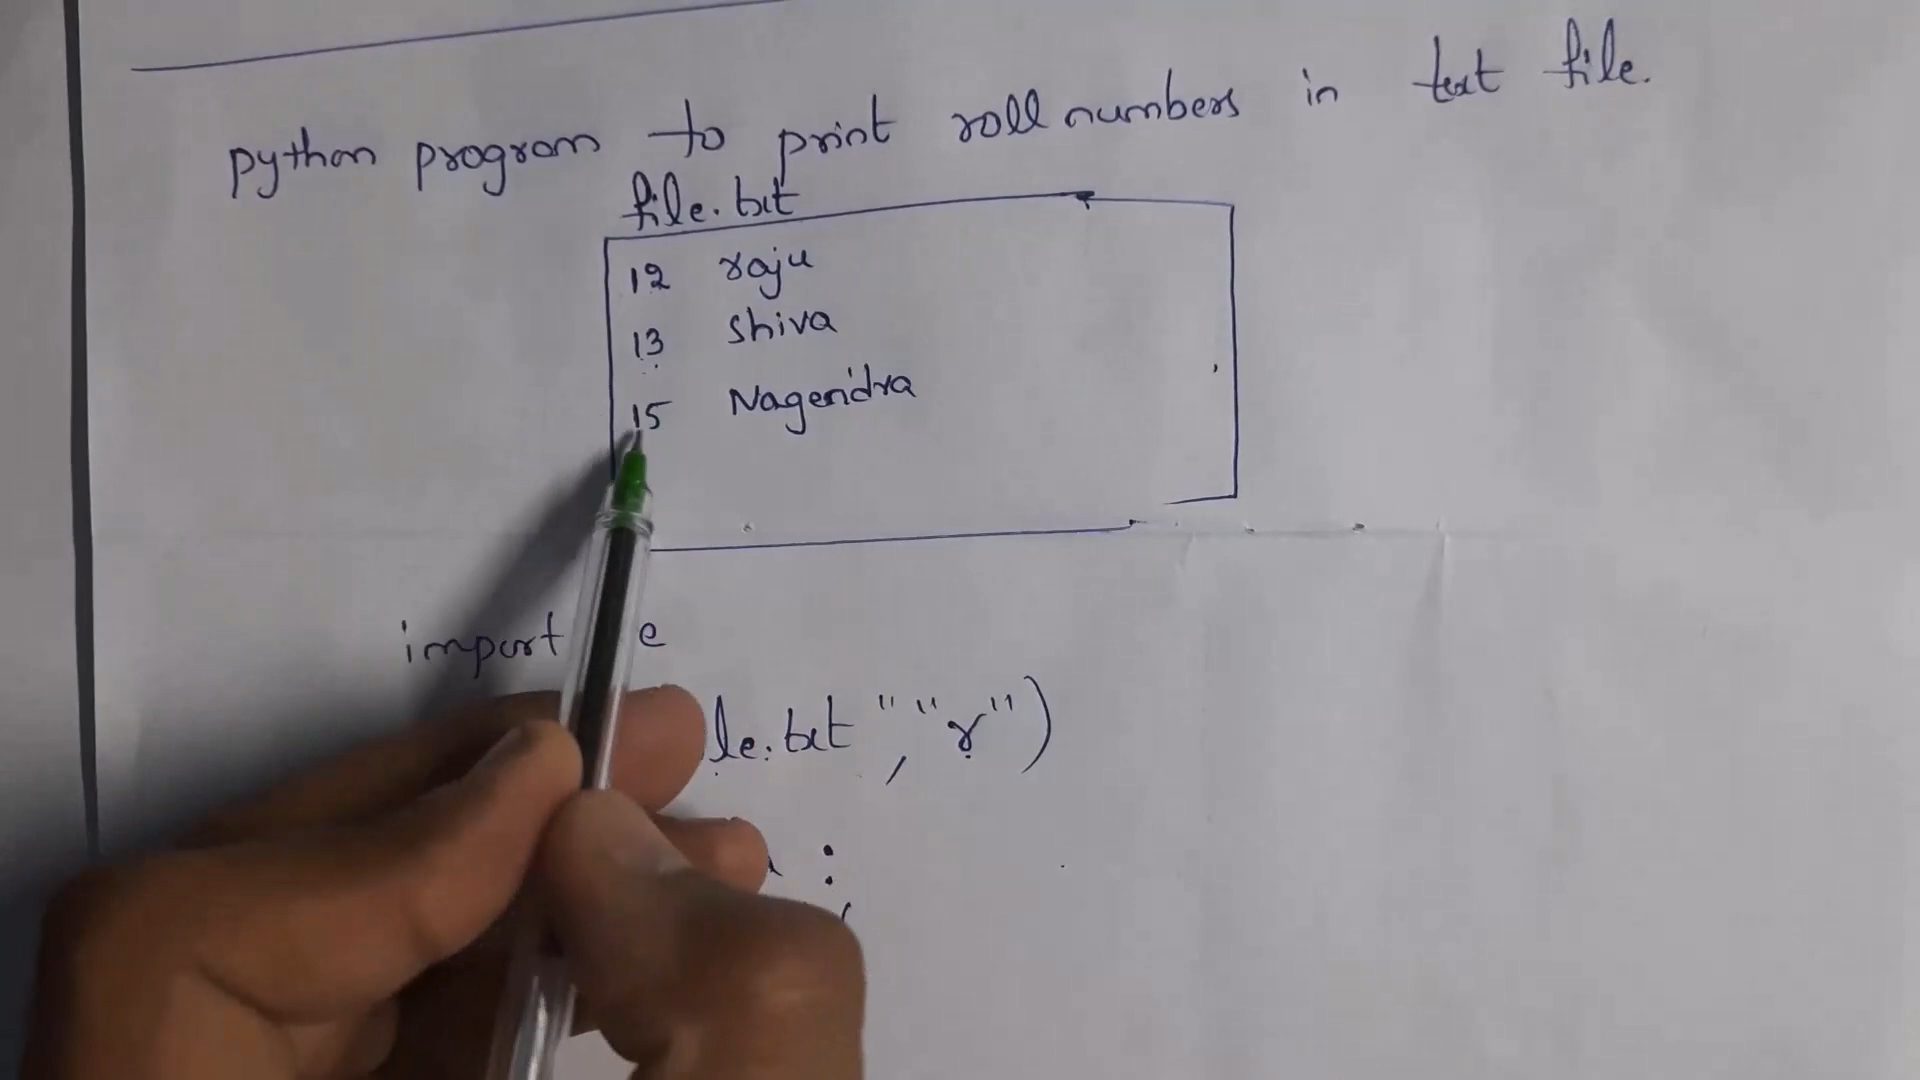 python program to print roll numbers in text file.
file.txt
12 raju
13 shiva
15 Nagendra
import e
le.txt","r")
: